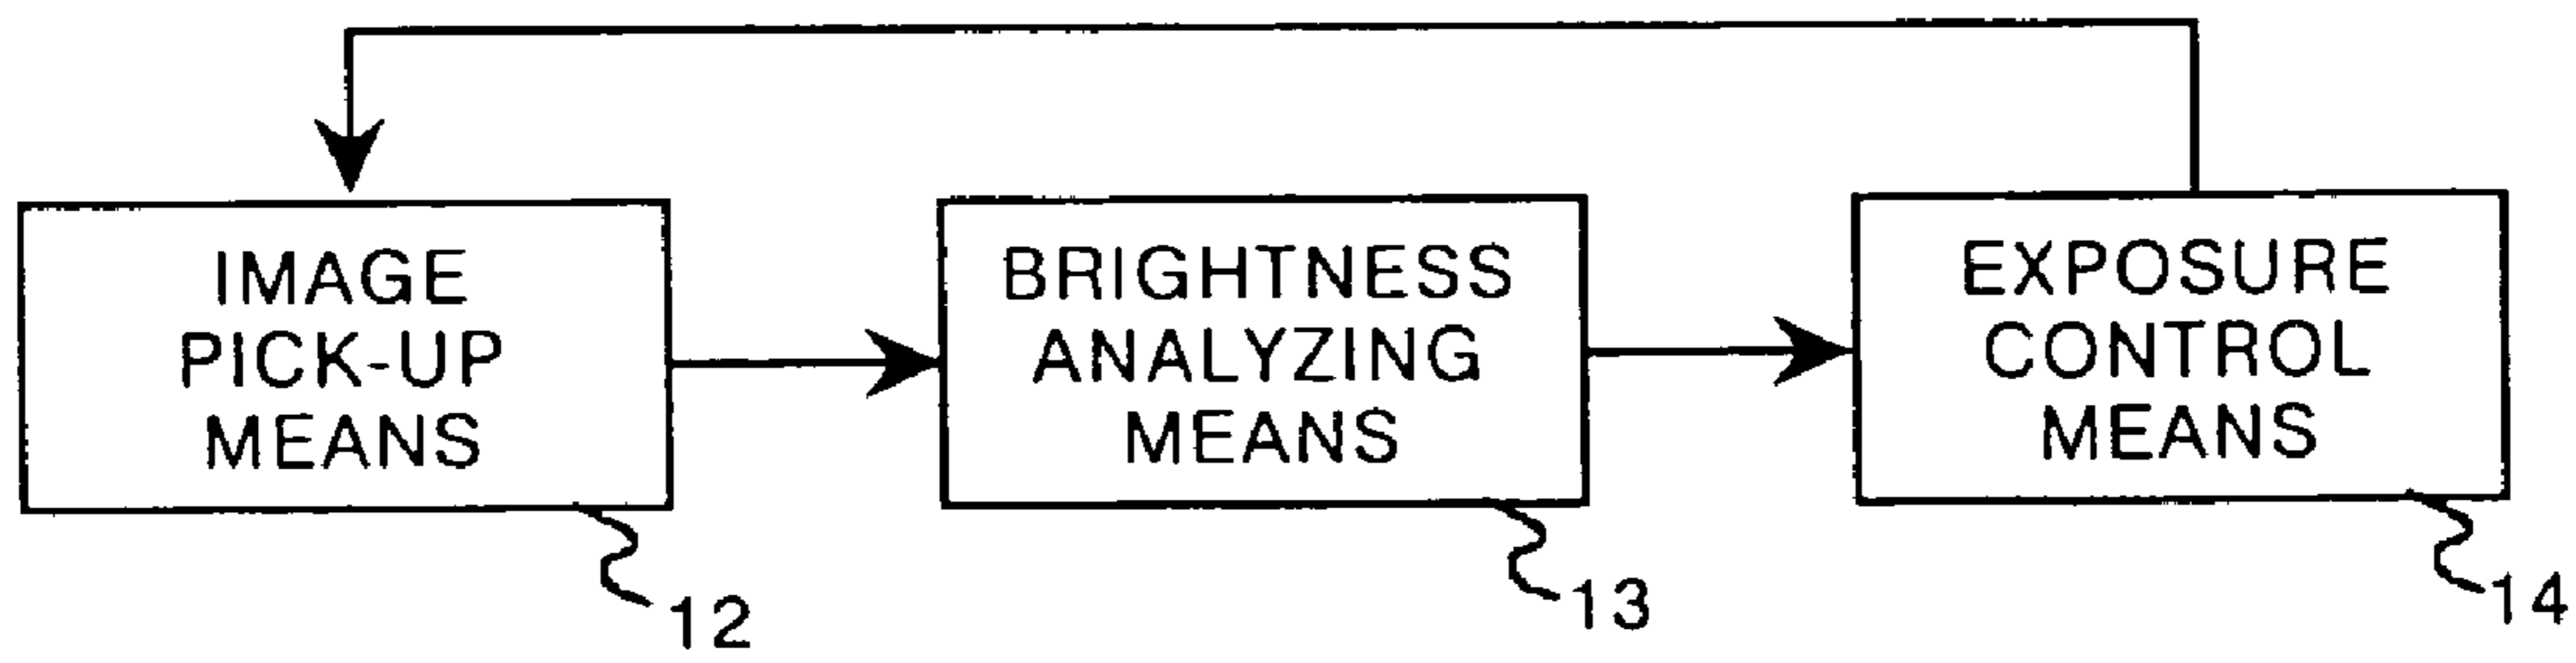 IMAGE
PICK-UP
MEANS
BRIGHTNESS
ANALYZING
MEANS
EXPOSURE
CONTROL
MEANS
12
13
14